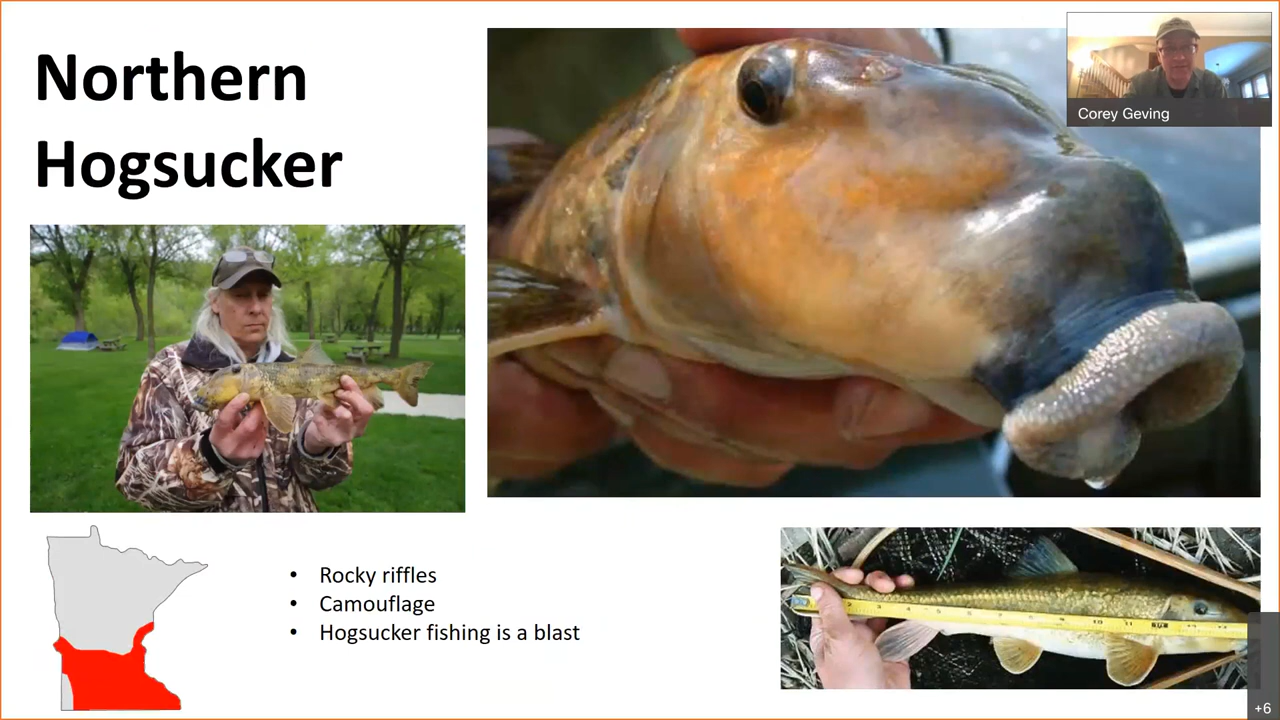 Northern
Hogsucker
Corey Geving
• Rocky riffles
• Camouflage
• Hogsucker fishing is a blast
+6